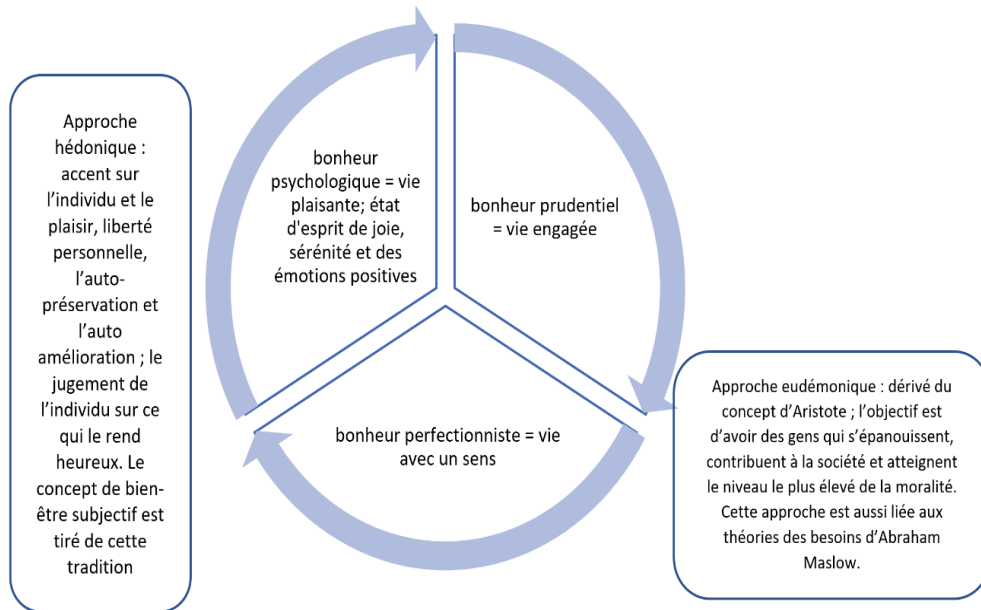 Approche
hédonique :
accent sur
l'individu et le
plaisir, liberté
personnelle,
l'auto-
préservation et
l'auto
amélioration ; le
jugement de
l'individu sur ce
qui le rend
heureux. Le
concept de bien-
être subjectif est
tiré de cette
tradition
bonheur
psychologique = vie
plaisante; état
d'esprit de joie,
sérénité et des
émotions positives
bonheur prudentiel
= vie engagée
bonheur perfectionniste = vie
avec un sens
Approche eudémonique : dérivé du
concept d'Aristote ; l'objectif est
d'avoir des gens qui s'épanouissent,
contribuent à la société et atteignent
le niveau le plus élevé de la moralité.
Cette approche est aussi liée aux
théories des besoins d'Abraham
Maslow.